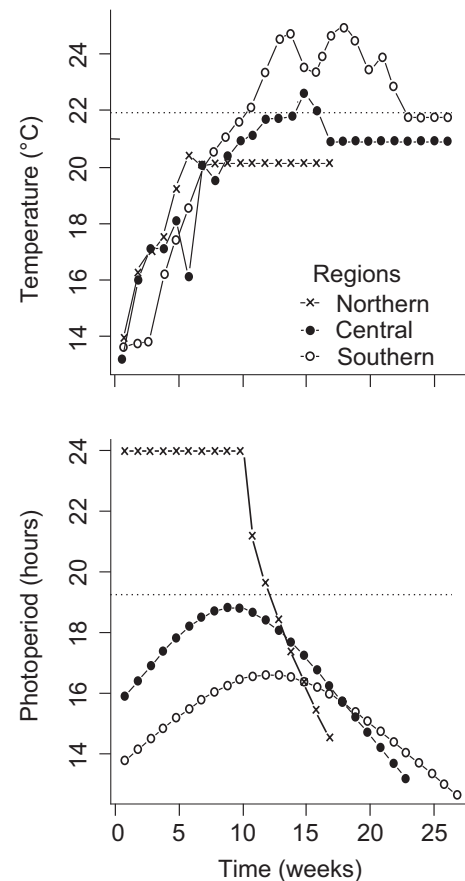 Temperature (°C)
24
22
20
18
16
14
Regions
Northern
Central
Southern
Photoperiod (hours)
24
22
20
18
16
14
0 5 10 15 20 25
Time (weeks)